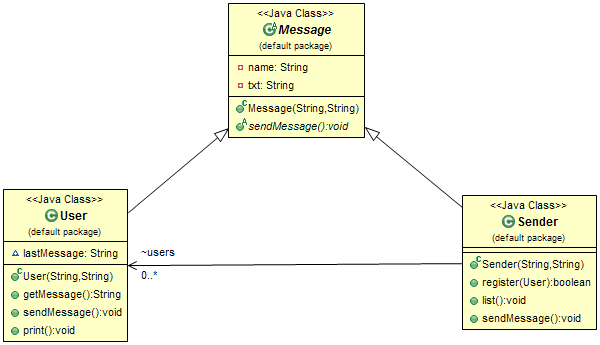 <<Java Class>>
Message
(default package)
name: String
txt: String
Message(String,String)
sendMessage():void
<<Java Class>>
User
(default package)
lastMessage: String
User(String,String)
getMessage():String
sendMessage():void
print():void
~users
0..*
<<Java Class>>
Sender
(default package)
Sender(String,String)
register(User):boolean
list():void
sendMessage():void